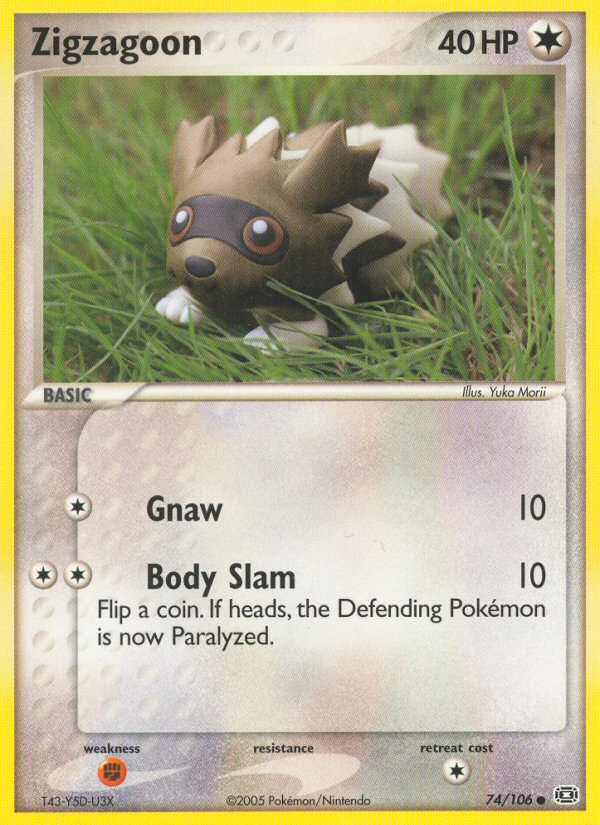 Zigzagoon 40 HP
BASIC Illus. Yuka Morii
Gnaw 10
Body Slam 10
Flip a coin. If heads, the Defending Pokémon
is now Paralyzed.
weakness resistance retreat cost
T43-Y5D-U3X ©2005 Pokémon/Nintendo 74/106